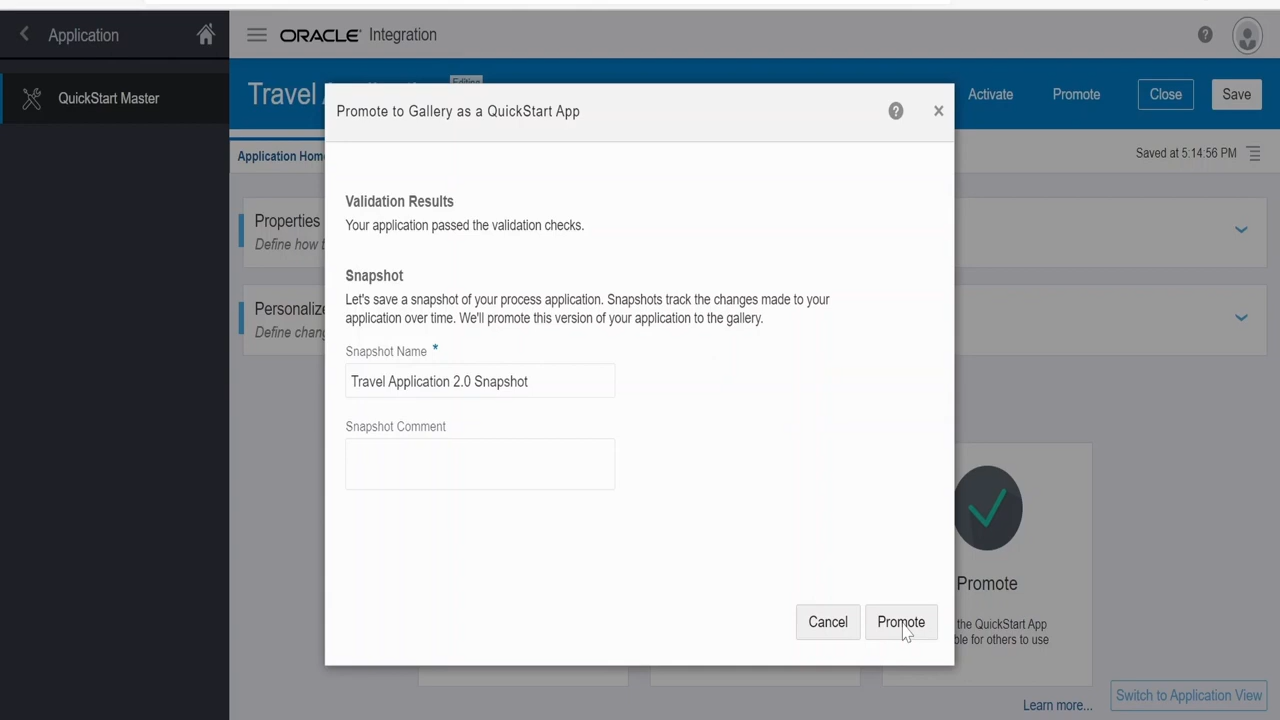 Application
ORACLE Integration
QuickStart Master
Travel
Editing
Activate
Promote
Close
Save
Promote to Gallery as a QuickStart App
Application Hom
Saved at 5:14:56 PM
Validation Results
Your application passed the validation checks.
Properties
Define how
Snapshot
Let's save a snapshot of your process application. Snapshots track the changes made to your
application over time. We'll promote this version of your application to the gallery.
Personalize
Define chan
Snapshot Name *
Travel Application 2.0 Snapshot
Snapshot Comment
Promote
the QuickStart App
ble for others to use
Cancel
Promote
Learn more...
Switch to Application View